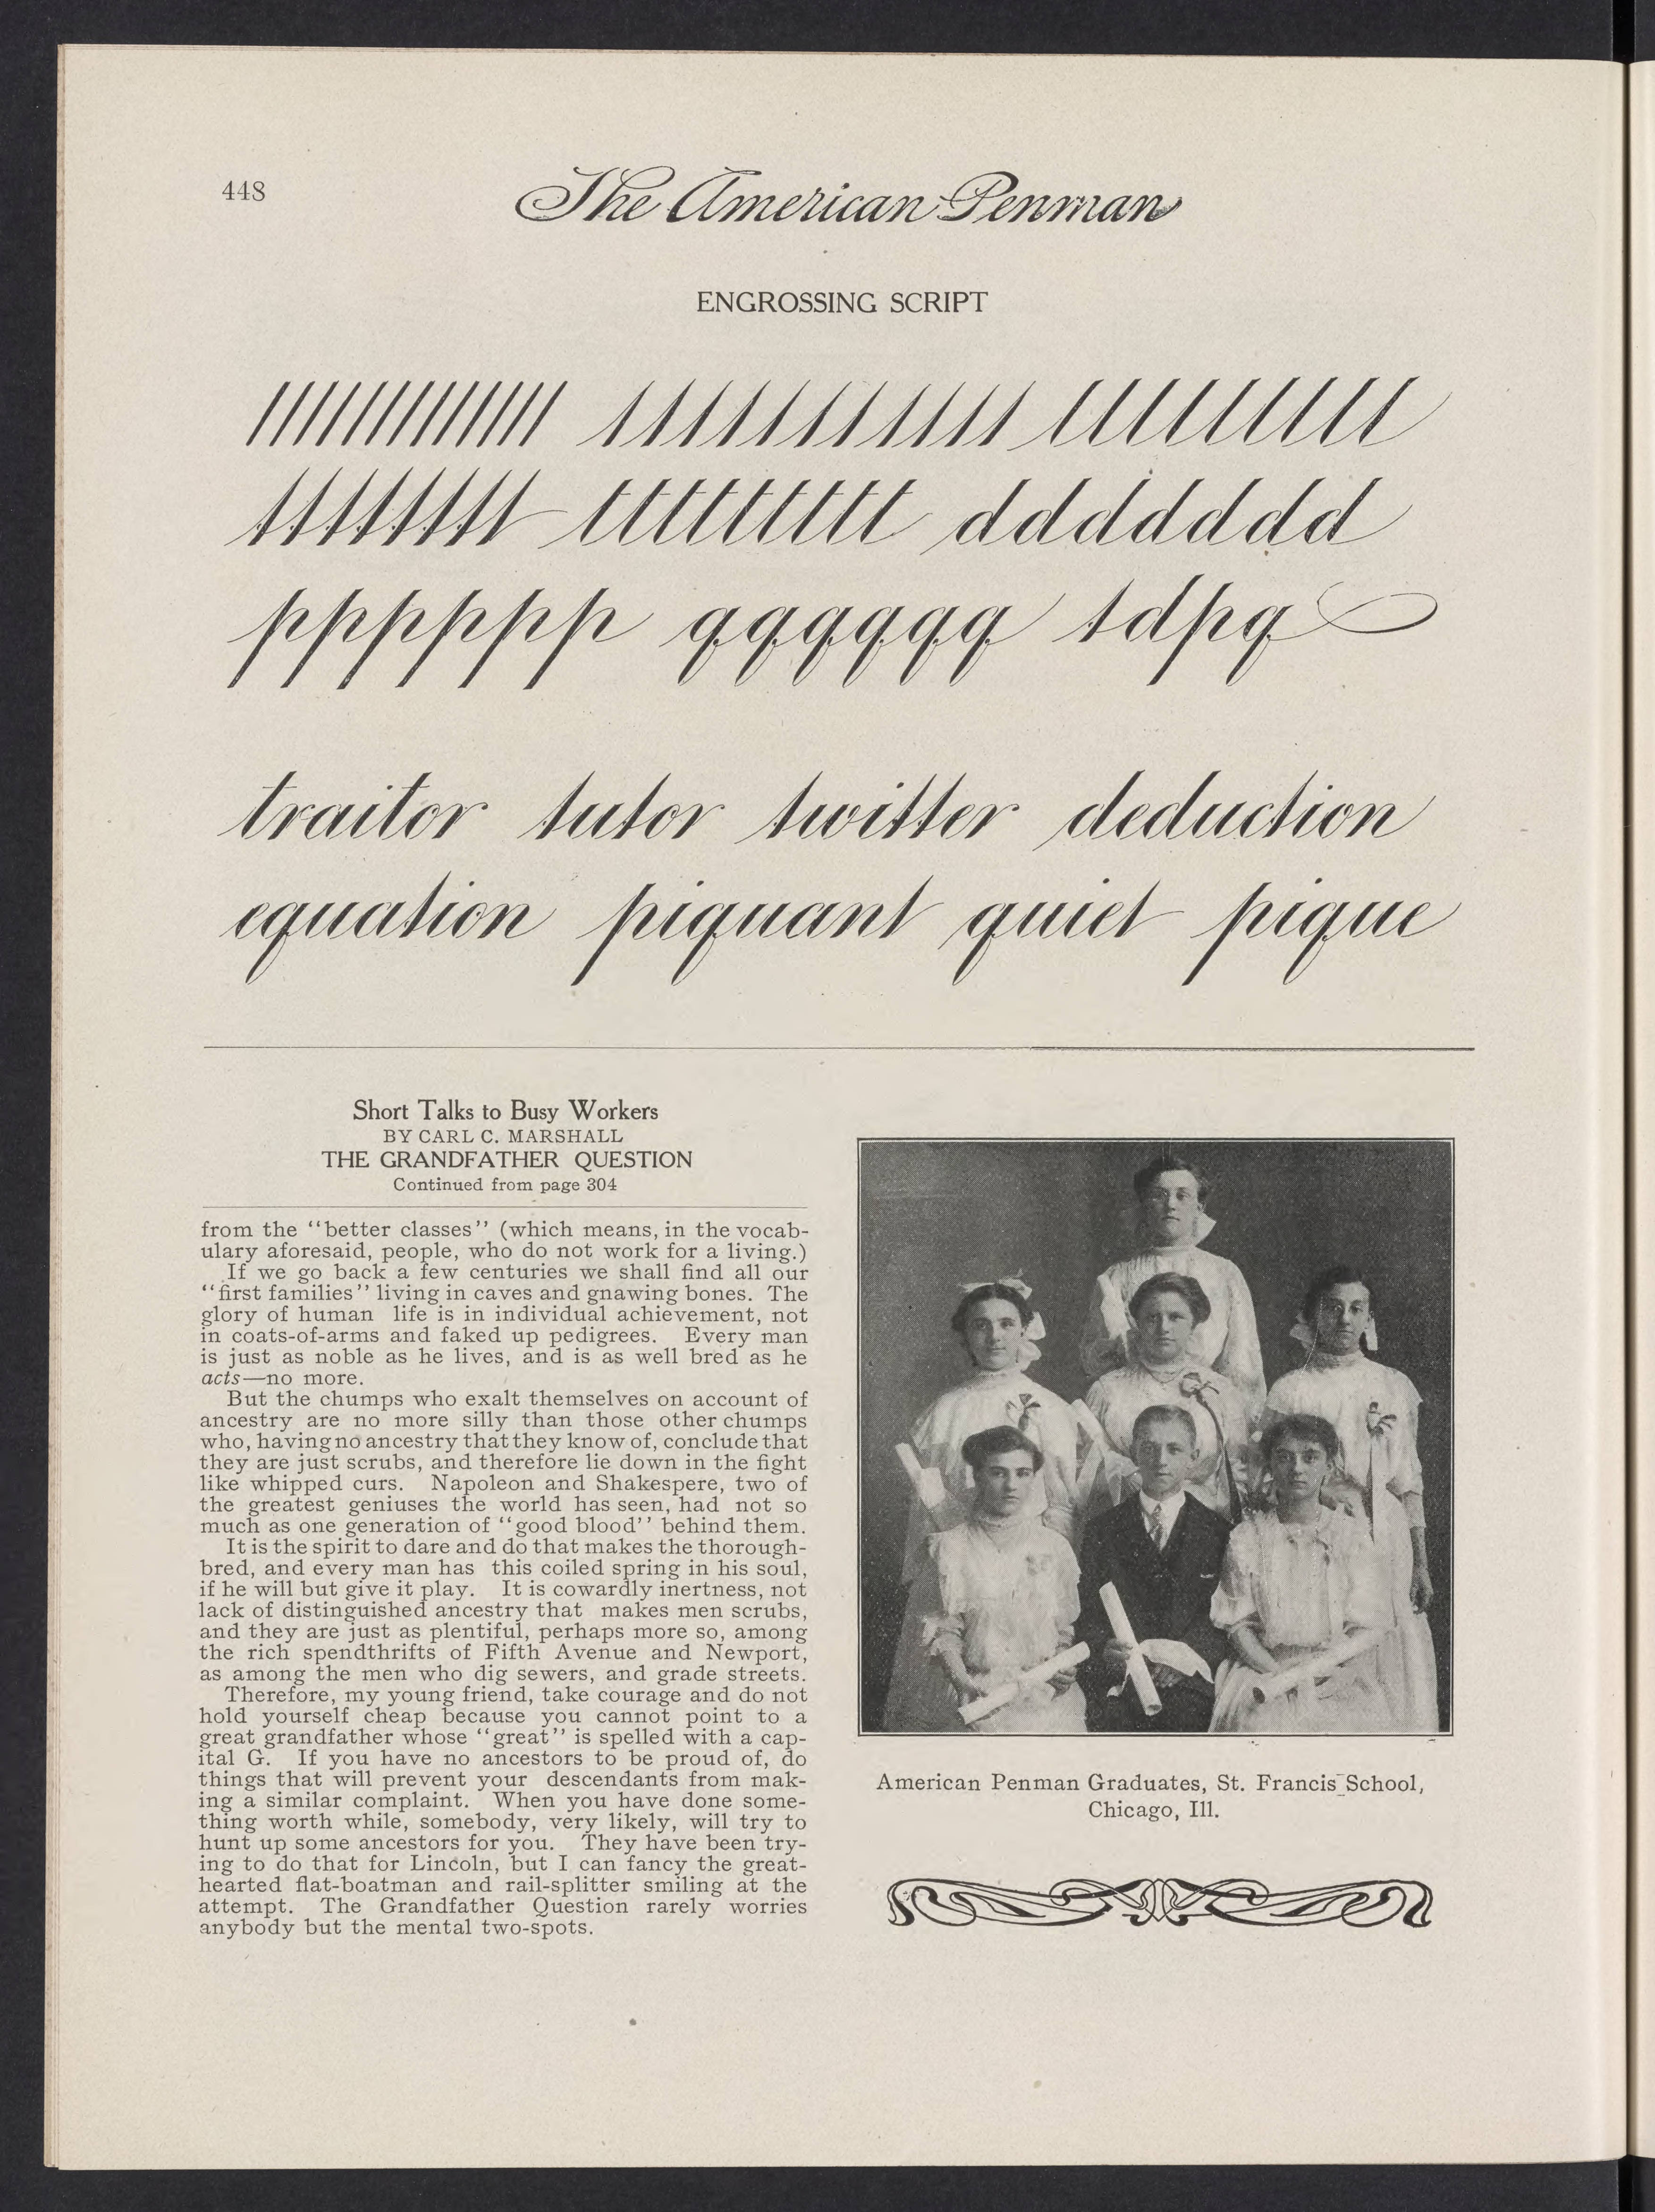 448
The American Penman
ENGROSSING SCRIPT
t t t t t t t t t t t t t t t t t d d d d d d d d
p p p p p p p q q q q q q t d p q
traitor tutor twitter deduction
equation piquant quiet pique
Short Talks to Busy Workers
BY CARL C. MARSHALL
THE GRANDFATHER QUESTION
Continued from page 304
from the "better classes" (which means, in the vocab-
ulary aforesaid, people, who do not work for a living.)
If we go back a few centuries we shall find all our
"first families" living in caves and gnawing bones. The
glory of human life is in individual achievement, not
in coats-of-arms and faked up pedigrees. Every man
is just as noble as he lives, and is as well bred as he
acts—no more.
But the chumps who exalt themselves on account of
ancestry are no more silly than those other chumps
who, having no ancestry that they know of, conclude that
they are just scrubs, and therefore lie down in the fight
like whipped curs. Napoleon and Shakespere, two of
the greatest geniuses the world has seen, had not so
much as one generation of "good blood" behind them.
It is the spirit to dare and do that makes the thorough-
bred, and every man has this coiled spring in his soul,
if he will but give it play. It is cowardly inertness, not
lack of distinguished ancestry that makes men scrubs,
and they are just as plentiful, perhaps more so, among
the rich spendthrifts of Fifth Avenue and Newport,
as among the men who dig sewers, and grade streets.
Therefore, my young friend, take courage and do not
hold yourself cheap because you cannot point to a
great grandfather whose "great" is spelled with a cap-
ital G. If you have no ancestors to be proud of, do
things that will prevent your descendants from mak-
ing a similar complaint. When you have done some-
thing worth while, somebody, very likely, will try to
hunt up some ancestors for you. They have been try-
ing to do that for Lincoln, but I can fancy the great-
hearted flat-boatman and rail-splitter smiling at the
attempt. The Grandfather Question rarely worries
anybody but the mental two-spots.
American Penman Graduates, St. Francis School,
Chicago, Ill.